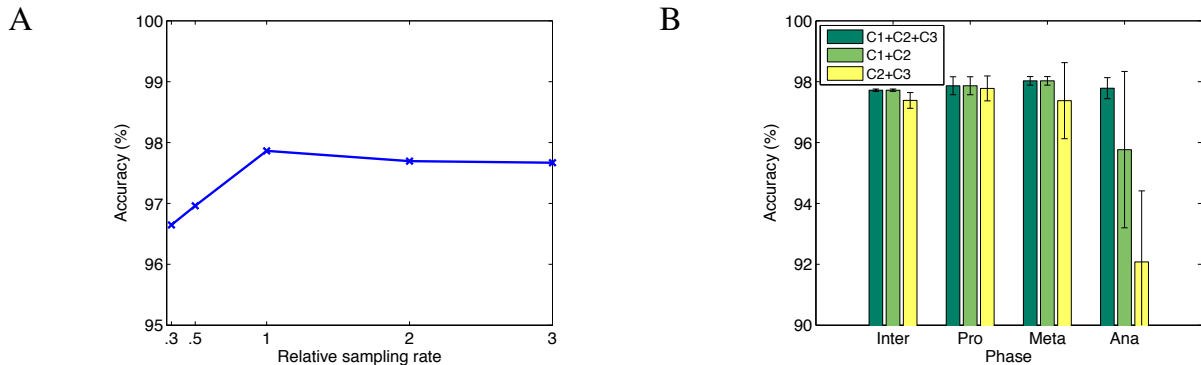 A
100
99
98
97
96
95
Accuracy (%)
.3 .5 1 2 3
Relative sampling rate
B
100
98
96
94
92
90
Accuracy (%)
C1+C2+C3
C1+C2
C2+C3
Inter Pro Meta Ana
Phase